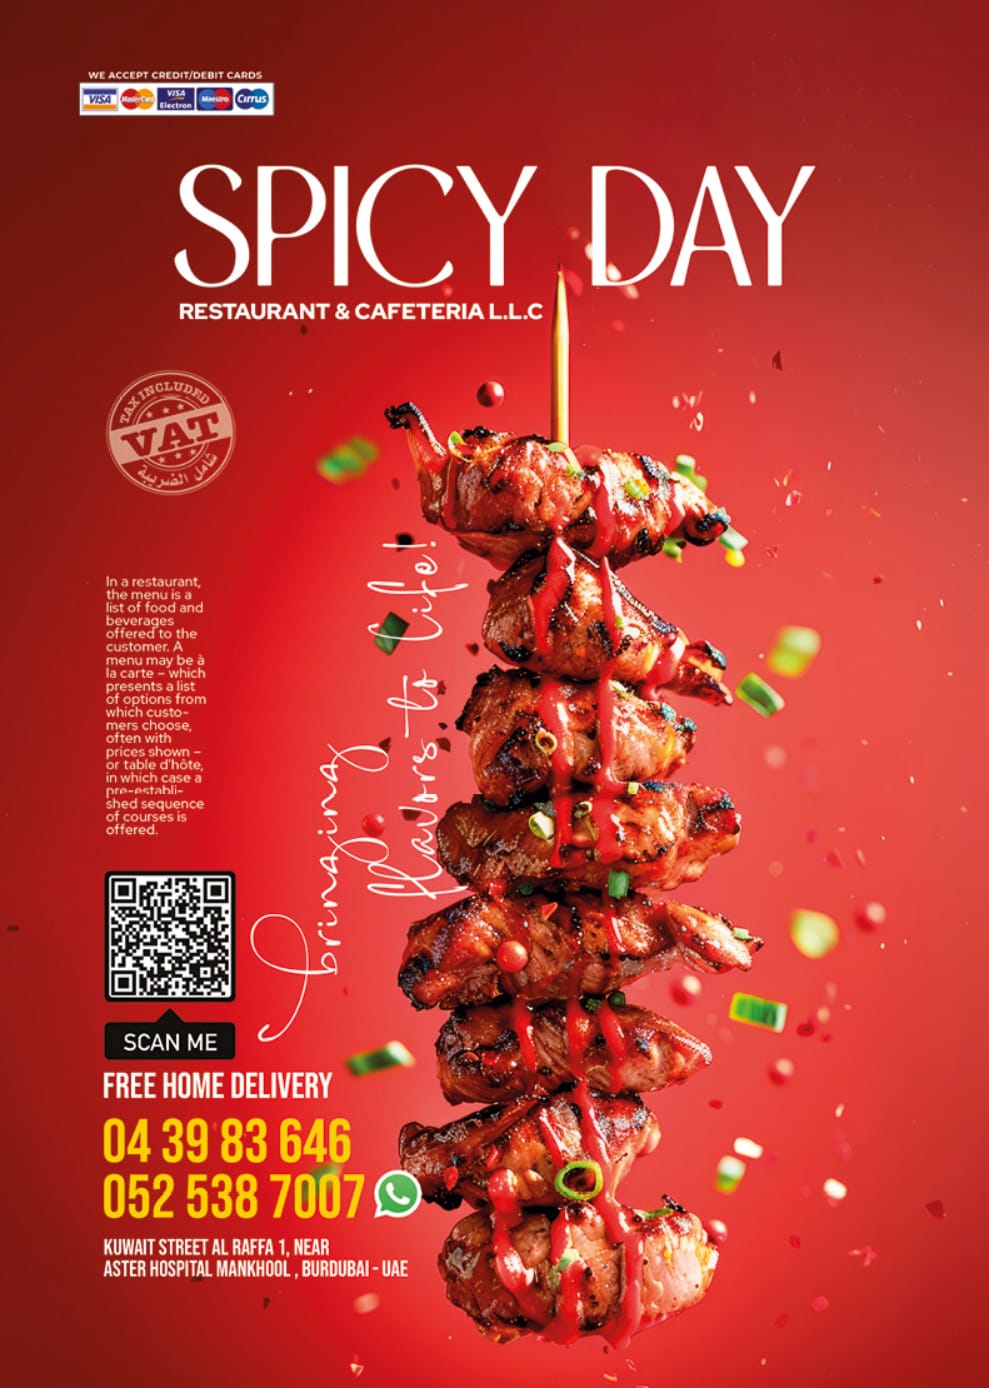 WE ACCEPT CREDIT/DEBIT CARDS
VISA MasterCard VISA Electron Maestro Cirrus
SPICY DAY
RESTAURANT & CAFETERIA L.L.C
TAX INCLUDED
VAT
شامل الضريبة
In a restaurant,
the menu is a
list of food and
beverages
offered to the
customer. A
menu may be à
la carte – which
presents a list
of options from
which custo-
mers choose,
often with
prices shown –
or table d'hôte,
in which case a
pre-establi-
shed sequence
of courses is
offered.
bringing
flavors to Life!
SCAN ME
FREE HOME DELIVERY
04 39 83 646
052 538 7007
KUWAIT STREET AL RAFFA 1, NEAR
ASTER HOSPITAL MANKHOOL , BURDUBAI - UAE